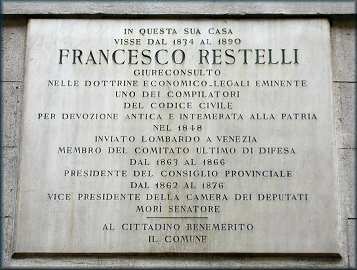 IN QUESTA SUA CASA
VISSE DAL 1834 AL 1890
FRANCESCO RESTELLI
GIURECONSULTO
NELLE DOTTRINE ECONOMICO-LEGALI EMINENTE
UNO DEI COMPILATORI
DEL CODICE CIVILE
PER DEVOZIONE ANTICA E INTEMERATA ALLA PATRIA
NEL 1848
INVIATO LOMBARDO A VENEZIA
MEMBRO DEL COMITATO ULTIMO DI DIFESA
DAL 1863 AL 1866
PRESIDENTE DEL CONSIGLIO PROVINCIALE
DAL 1862 AL 1876
VICE PRESIDENTE DELLA CAMERA DEI DEPUTATI
MORÌ SENATORE
AL CITTADINO BENEMERITO
IL COMUNE